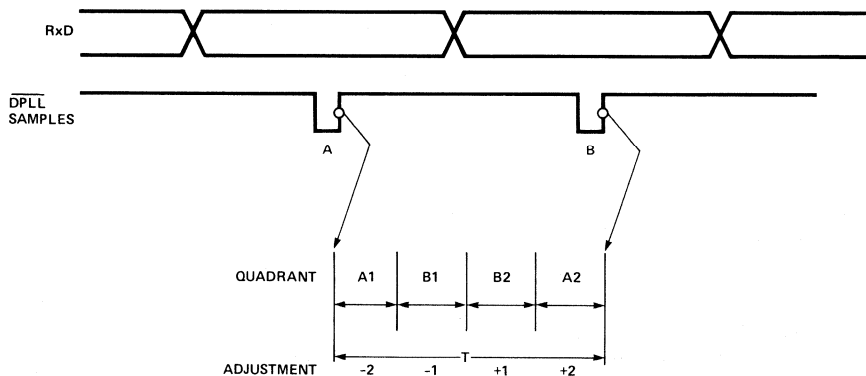 RxD
DPLL
SAMPLES
A B
QUADRANT A1 B1 B2 A2
T
ADJUSTMENT -2 -1 +1 +2